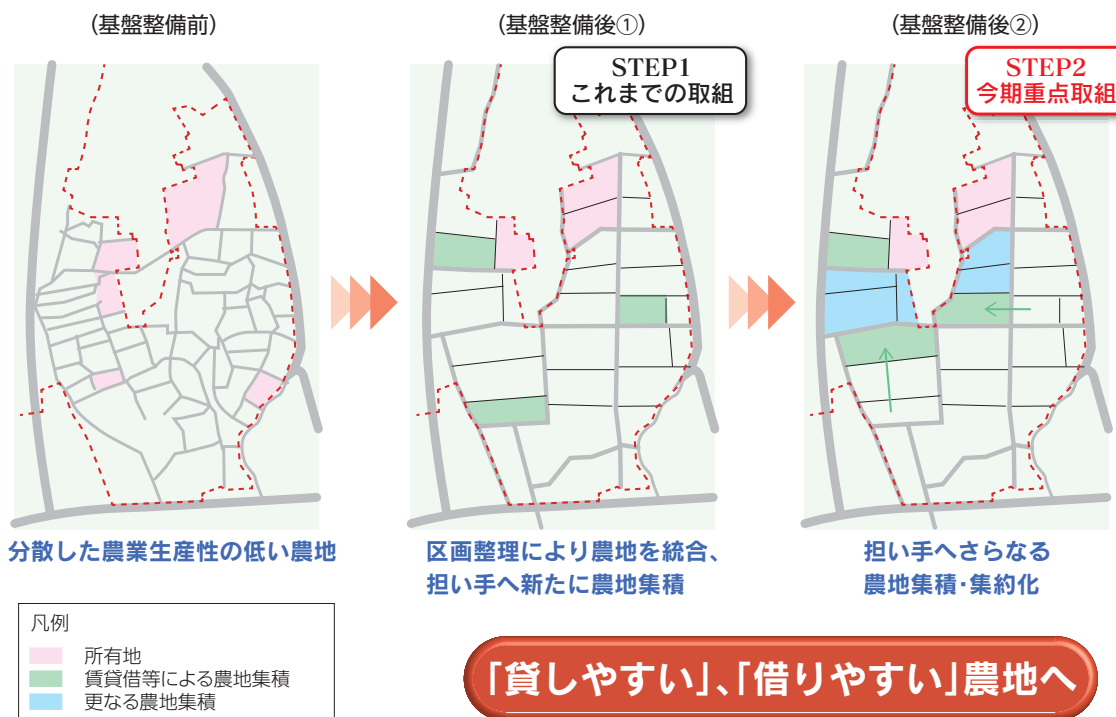 (基盤整備前)
(基盤整備後①)
(基盤整備後②)
STEP1
これまでの取組
STEP2
今期重点取組
分散した農業生産性の低い農地
区画整理により農地を統合、
担い手へ新たに農地集積
担い手へさらなる
農地集積・集約化
凡例
所有地
賃貸借等による農地集積
更なる農地集積
「貸しやすい」、「借りやすい」農地へ